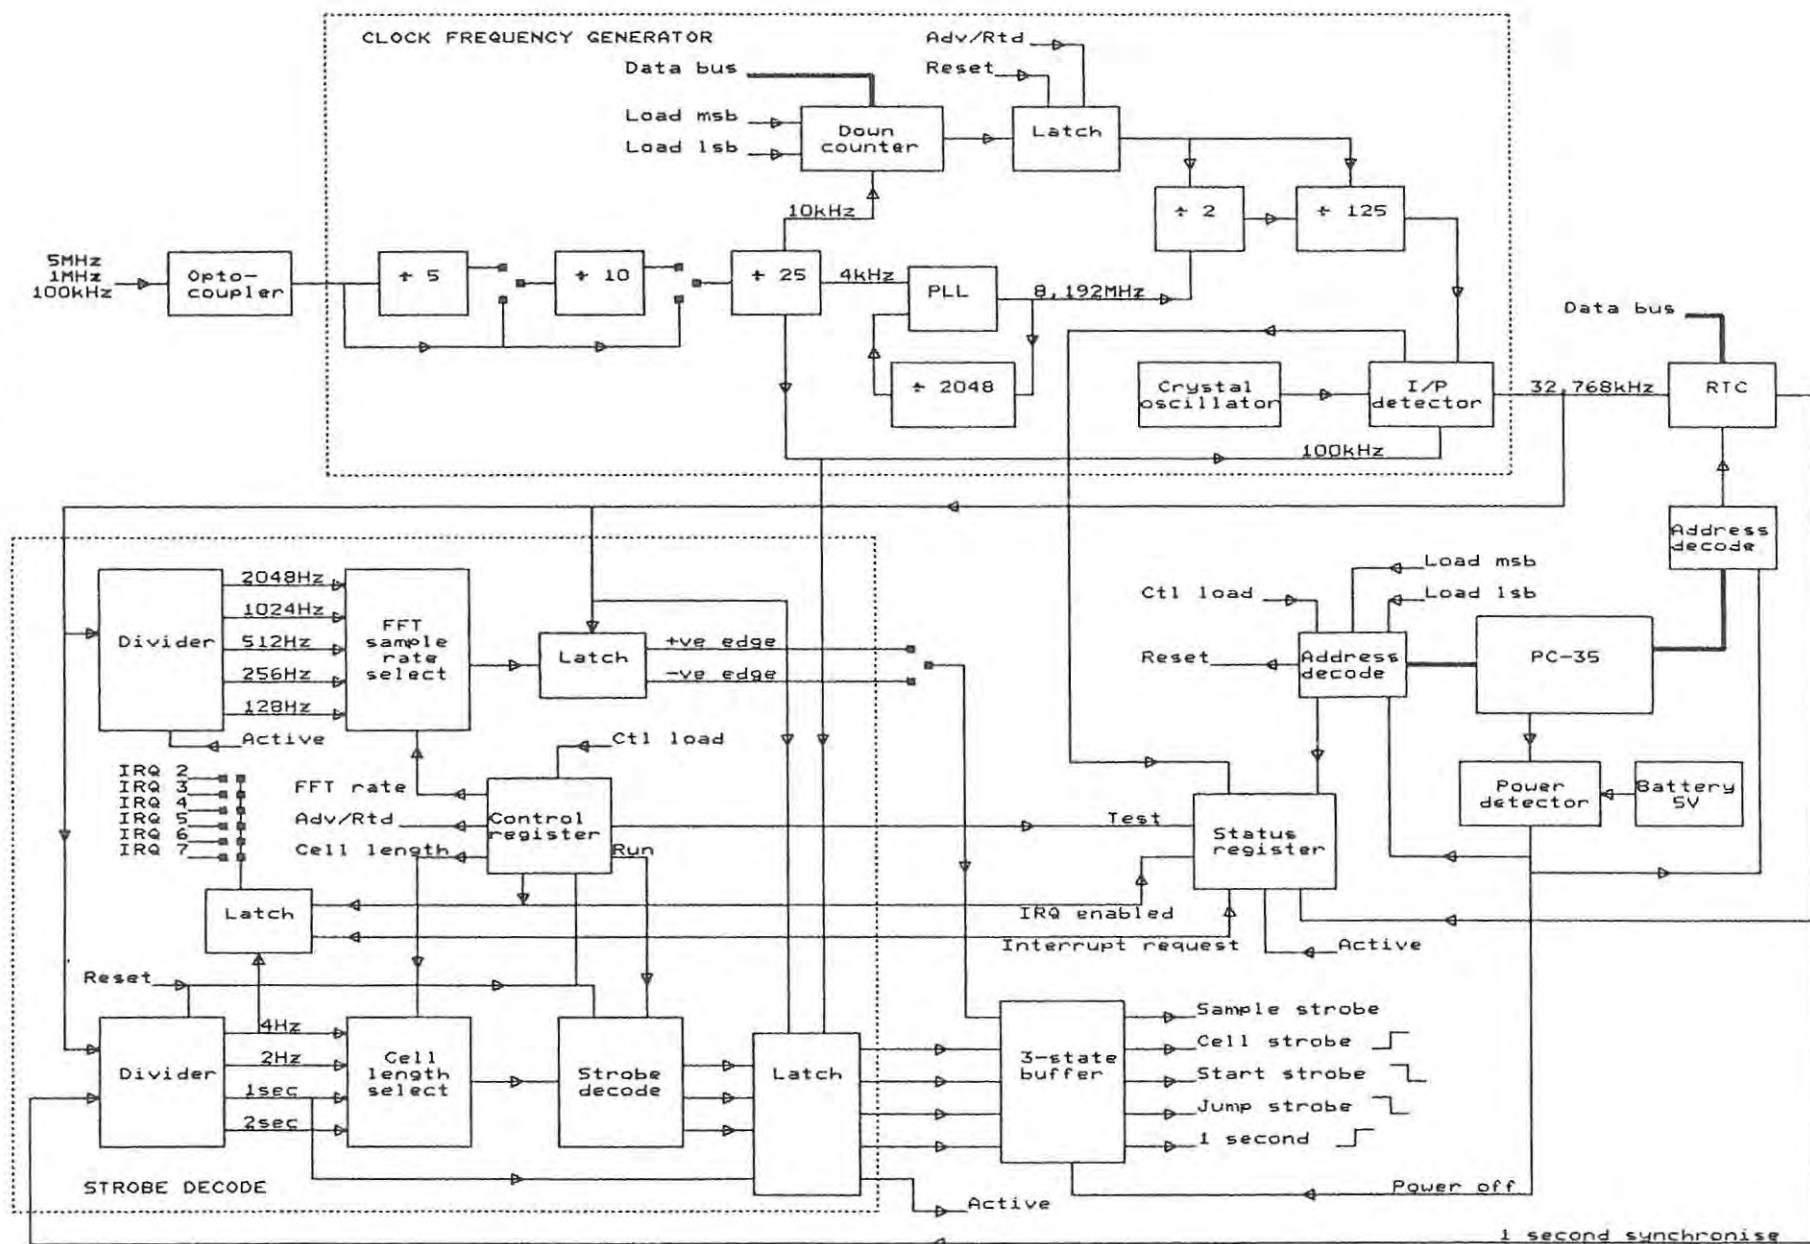 CLOCK FREQUENCY GENERATOR
Adv/Rtd
Data bus
Reset
Load msb
Load lsb
Down
counter
Latch
10kHz
÷ 2
÷ 125
5MHz
1MHz
100kHz
Opto-
coupler
÷ 5
÷ 10
÷ 25
4kHz
PLL
8,192MHz
Data bus
÷ 2048
Crystal
oscillator
I/P
detector
32,768kHz
RTC
100kHz
Address
decode
Divider
2048Hz
1024Hz
512Hz
256Hz
128Hz
Active
FFT
sample
rate
select
Latch
+ve edge
-ve edge
Ctl load
Load msb
Load lsb
Reset
Address
decode
PC-35
Ctl load
IRQ 2
IRQ 3
IRQ 4
IRQ 5
IRQ 6
IRQ 7
FFT rate
Adv/Rtd
Cell length
Control
register
Run
Test
Status
register
Power
detector
Battery
5V
Latch
IRQ enabled
Interrupt request
Active
Reset
Divider
4Hz
2Hz
1sec
2sec
Cell
length
select
Strobe
decode
Latch
3-state
buffer
Sample strobe
Cell strobe
Start strobe
Jump strobe
1 second
Power off
Active
STROBE DECODE
1 second synchronise